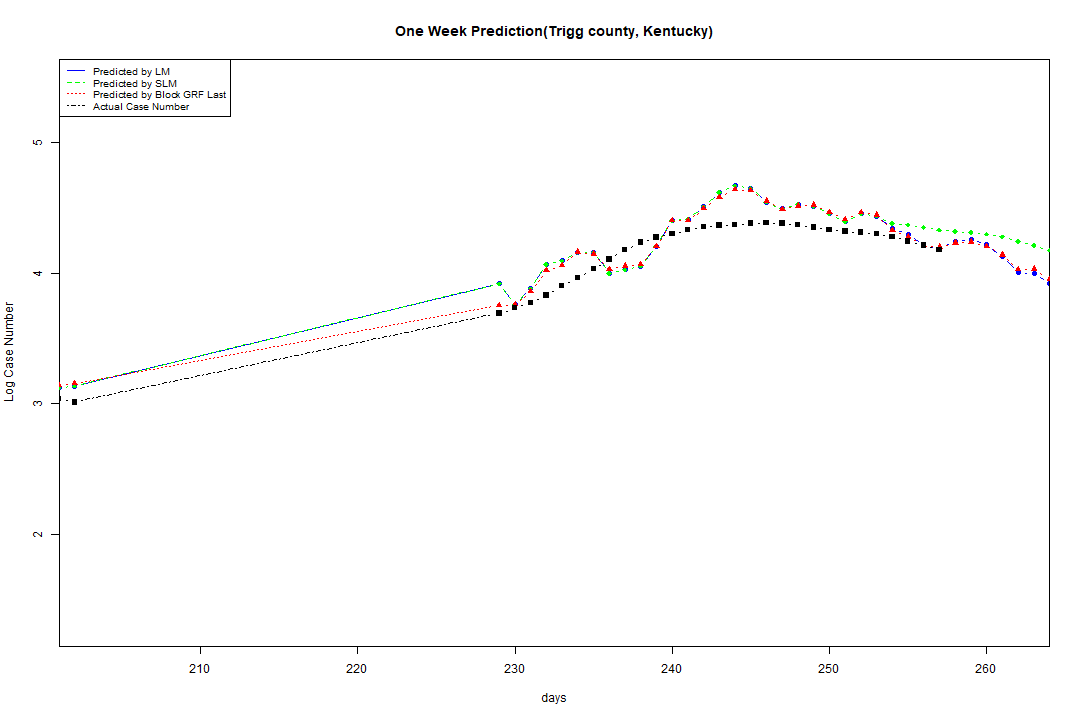 One Week Prediction(Trigg county, Kentucky)
Predicted by LM
Predicted by SLM
Predicted by Block GRF Last
Actual Case Number
5
4
3
2
Log Case Number
210 220 230 240 250 260
days